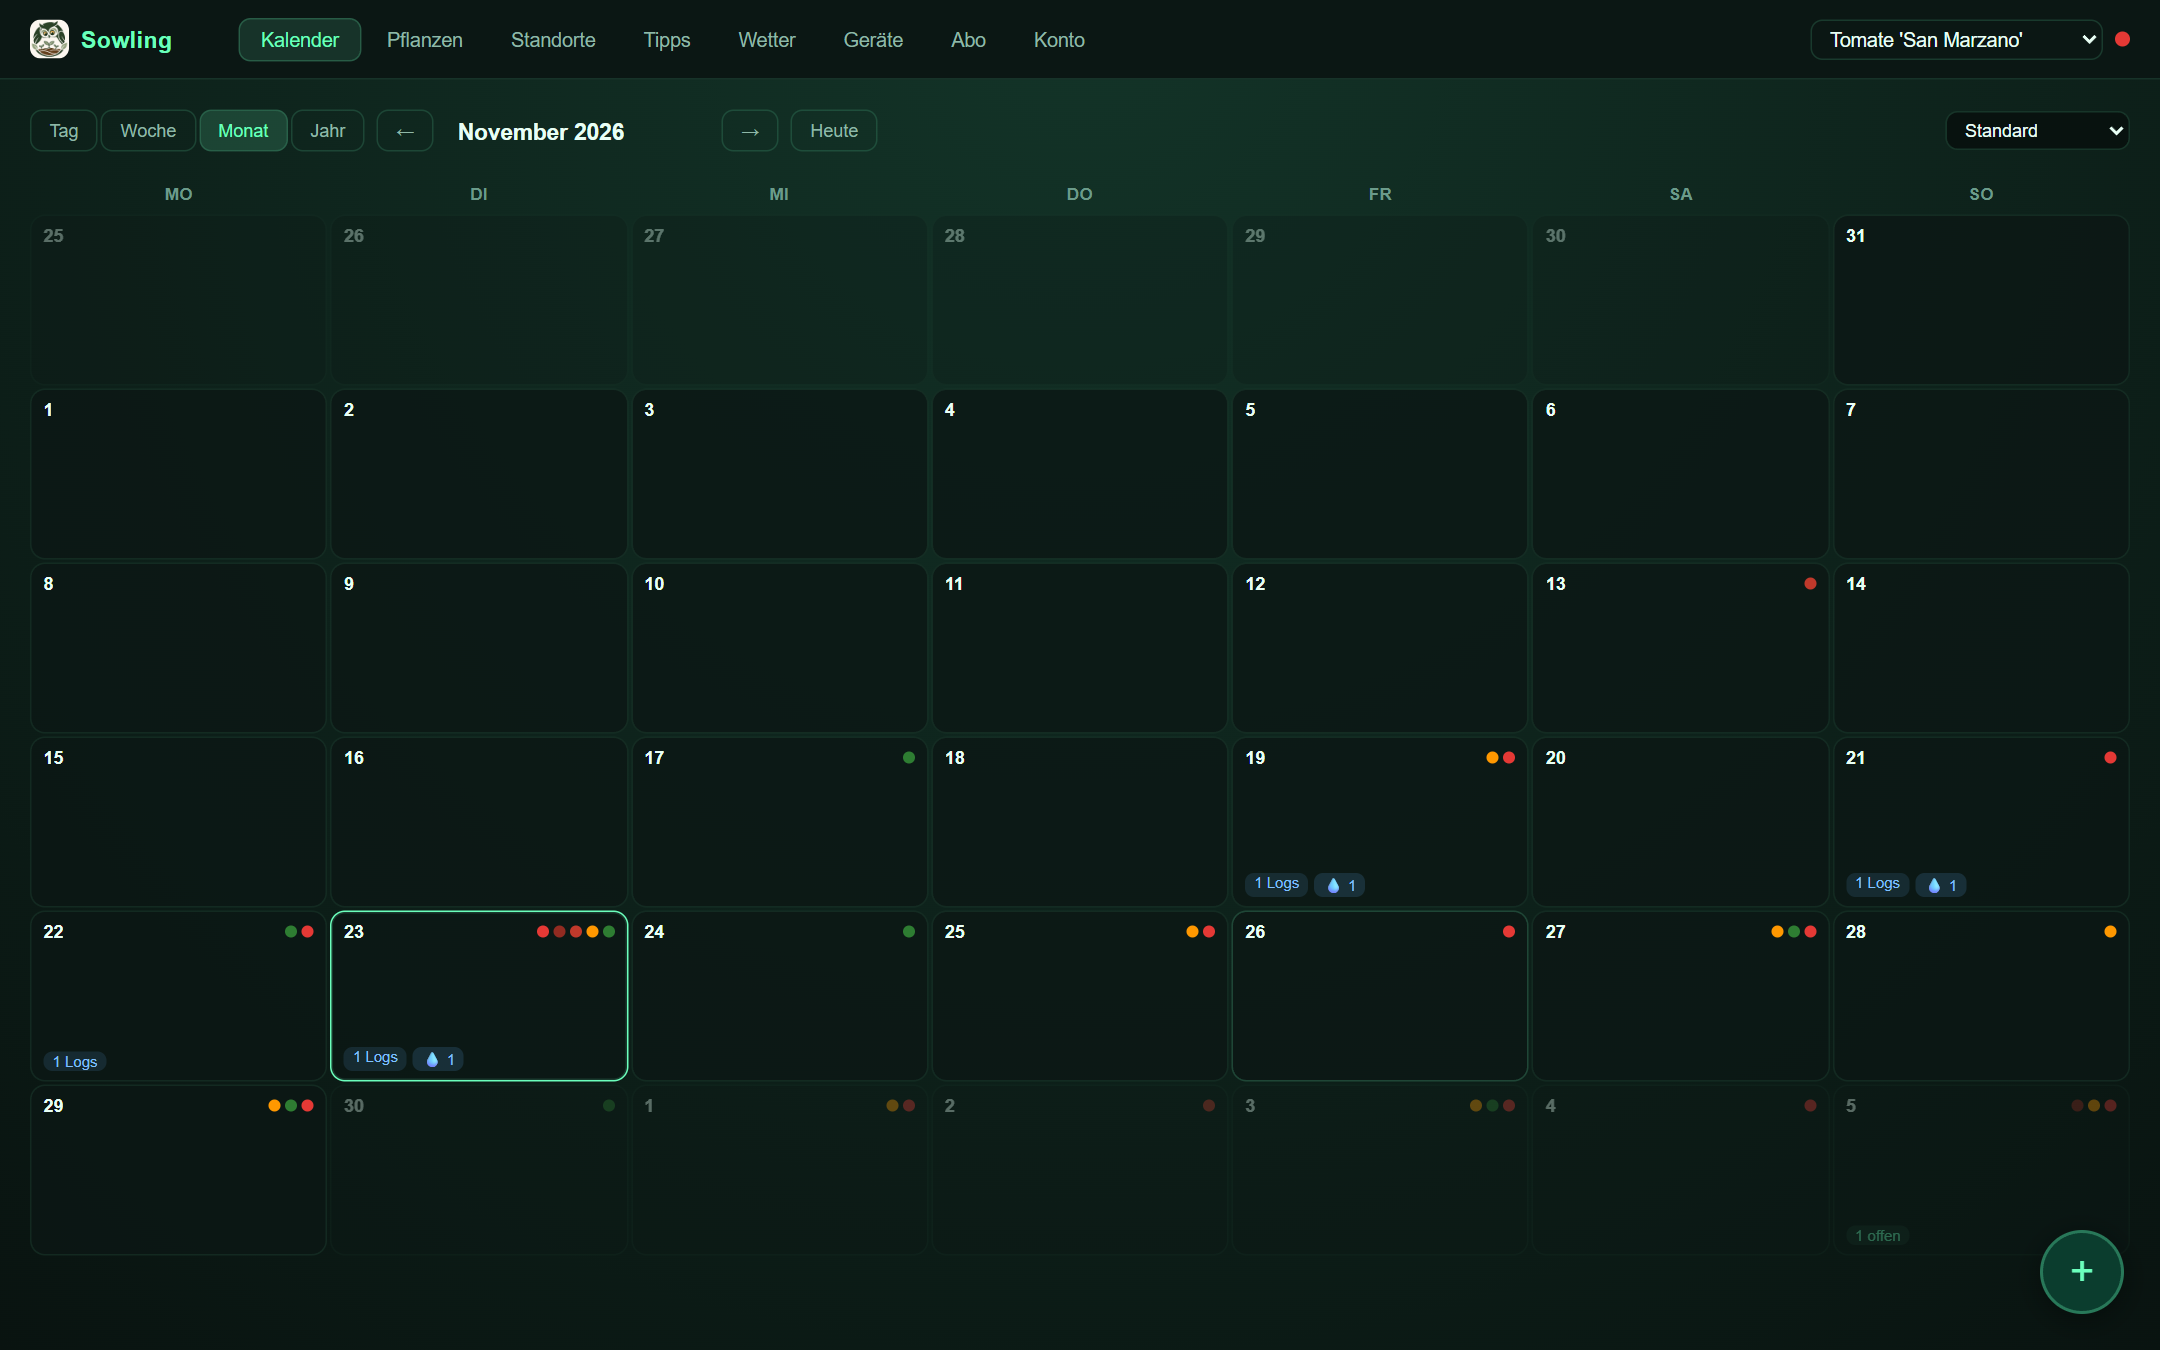 Sowling
Kalender
Pflanzen
Standorte
Tipps
Wetter
Geräte
Abo
Konto
Tomate 'San Marzano'
Tag
Woche
Monat
Jahr
←
November 2026
→
Heute
Standard
MO DI MI DO FR SA SO
25 26 27 28 29 30 31
1 2 3 4 5 6 7
8 9 10 11 12 13 14
15 16 17 18 19 20 21
1 Logs 1
1 Logs 1
22 23 24 25 26 27 28
1 Logs
1 Logs 1
29 30 1 2 3 4 5
1 offen
+